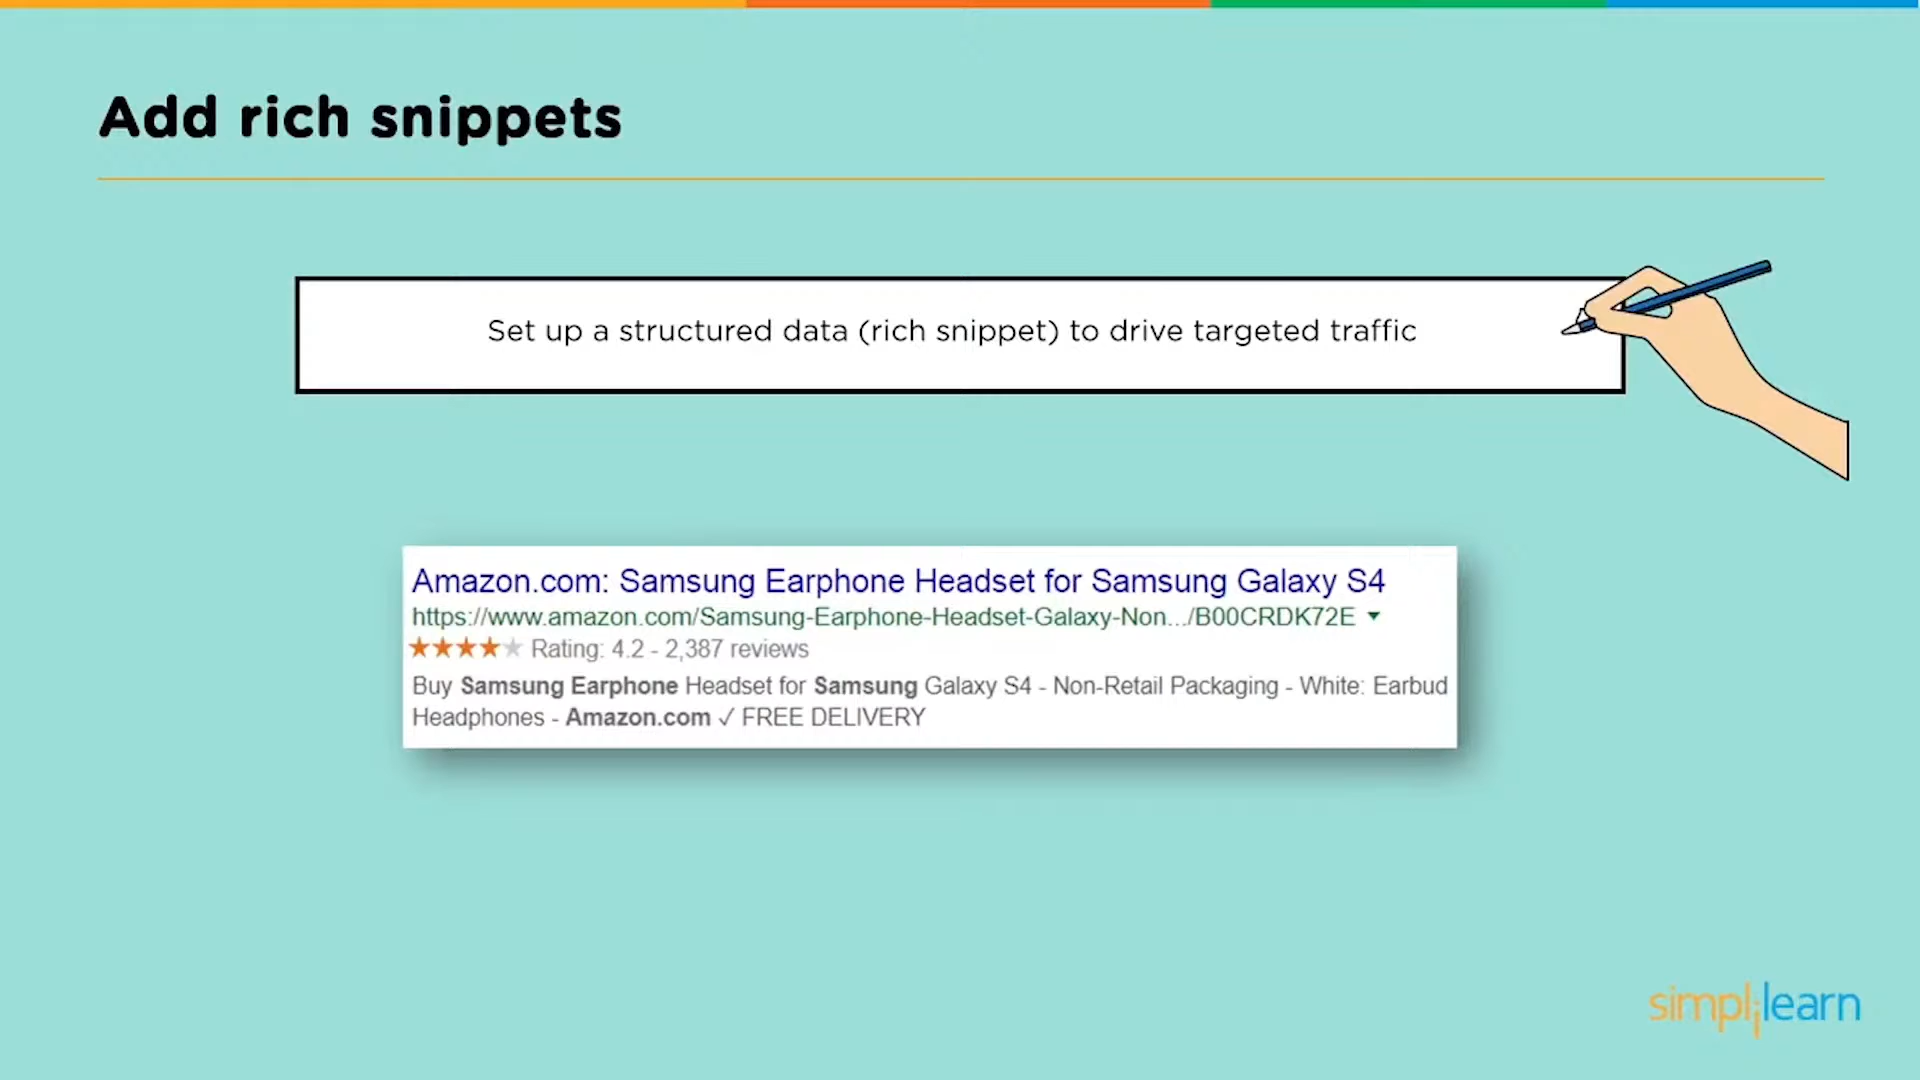 Add rich snippets
Set up a structured data (rich snippet) to drive targeted traffic
Amazon.com: Samsung Earphone Headset for Samsung Galaxy S4
https://www.amazon.com/Samsung-Earphone-Headset-Galaxy-Non.../B00CRDK72E
Rating: 4.2 - 2,387 reviews
Buy Samsung Earphone Headset for Samsung Galaxy S4 - Non-Retail Packaging - White: Earbud
Headphones - Amazon.com ✓ FREE DELIVERY
simplilearn